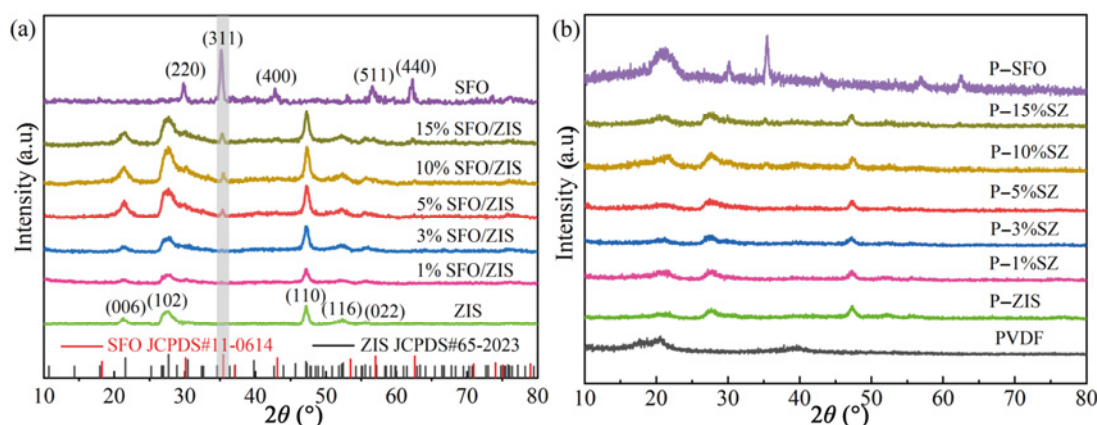 (a)
(311)
(220)
(400)
(511)
(440)
SFO
15% SFO/ZIS
10% SFO/ZIS
5% SFO/ZIS
3% SFO/ZIS
1% SFO/ZIS
(006)
(102)
(110)
(116)
(022)
ZIS
SFO JCPDS#11-0614
ZIS JCPDS#65-2023
Intensity (a.u.)
10 20 30 40 50 60 70 80
2θ (°)
(b)
P−SFO
P−15%SZ
P−10%SZ
P−5%SZ
P−3%SZ
P−1%SZ
P−ZIS
PVDF
Intensity (a.u)
10 20 30 40 50 60 70 80
2θ (°)